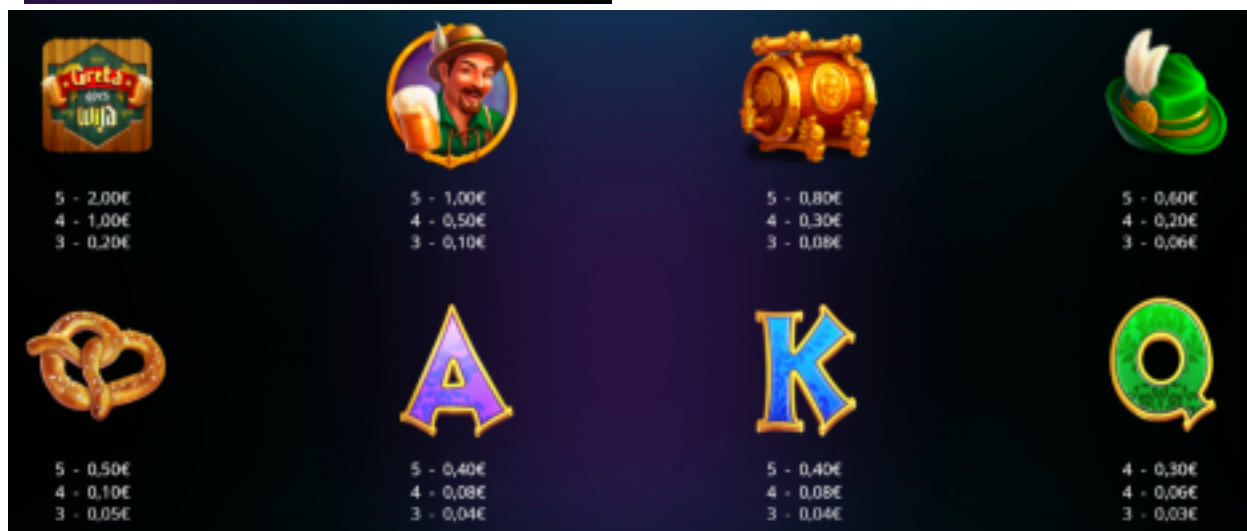 Greta
GOES
Wild
5 - 2,00€
4 - 1,00€
3 - 0,20€
5 - 1,00€
4 - 0,50€
3 - 0,10€
5 - 0,80€
4 - 0,30€
3 - 0,08€
5 - 0,60€
4 - 0,20€
3 - 0,06€
5 - 0,50€
4 - 0,10€
3 - 0,05€
A
5 - 0,40€
4 - 0,08€
3 - 0,04€
K
5 - 0,40€
4 - 0,08€
3 - 0,04€
Q
4 - 0,30€
4 - 0,06€
3 - 0,03€